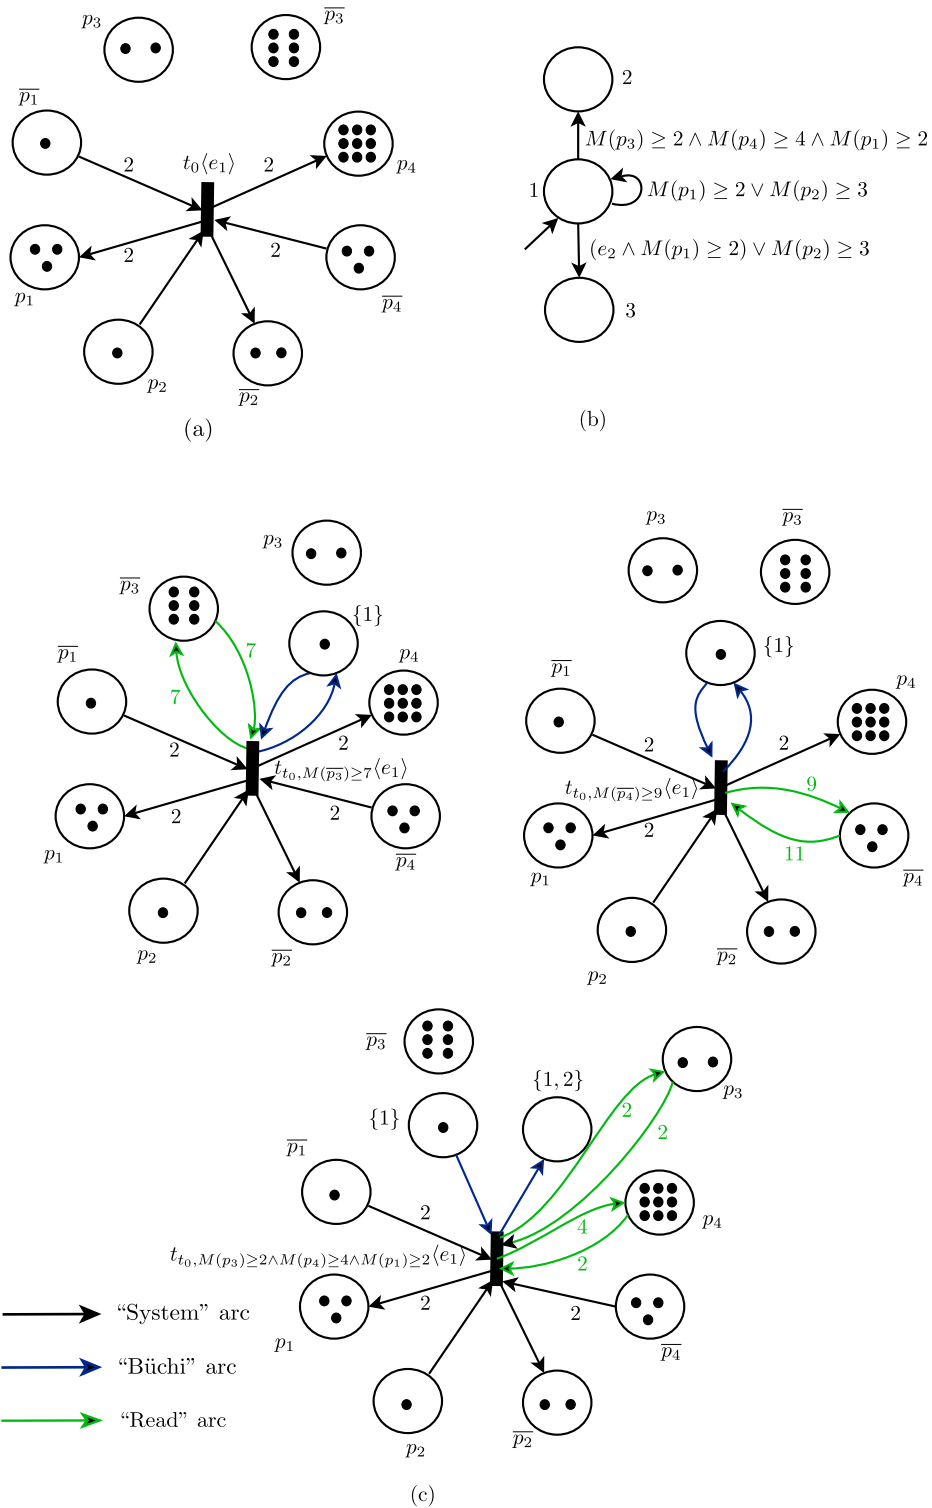 p₃
p̅₃̅
p̅₁̅
2
t₀⟨e₁⟩
2
p₄
2
2
p₁
p̅₄̅
p₂
p̅₂̅
(a)
2
M(p₃) ≥ 2 ∧ M(p₄) ≥ 4 ∧ M(p₁) ≥ 2
1
M(p₁) ≥ 2 ∨ M(p₂) ≥ 3
(e₂ ∧ M(p₁) ≥ 2) ∨ M(p₂) ≥ 3
3
(b)
p₃
p̅₃̅
{1}
7
7
p̅₁̅
p₄
2
2
t_{t₀,M(p̅₃̅)≥7}⟨e₁⟩
2
2
p₁
p̅₄̅
p₂
p̅₂̅
p₃
p̅₃̅
{1}
p̅₁̅
p₄
2
2
t_{t₀,M(p̅₄̅)≥9}⟨e₁⟩
9
2
11
p₁
p̅₄̅
p₂
p̅₂̅
p̅₃̅
{1}
{1, 2}
p₃
2
2
p̅₁̅
2
4
p₄
t_{t₀,M(p₃)≥2∧M(p₄)≥4∧M(p₁)≥2}⟨e₁⟩
2
2
2
p₁
p̅₄̅
p₂
p̅₂̅
“System” arc
“Büchi” arc
“Read” arc
(c)